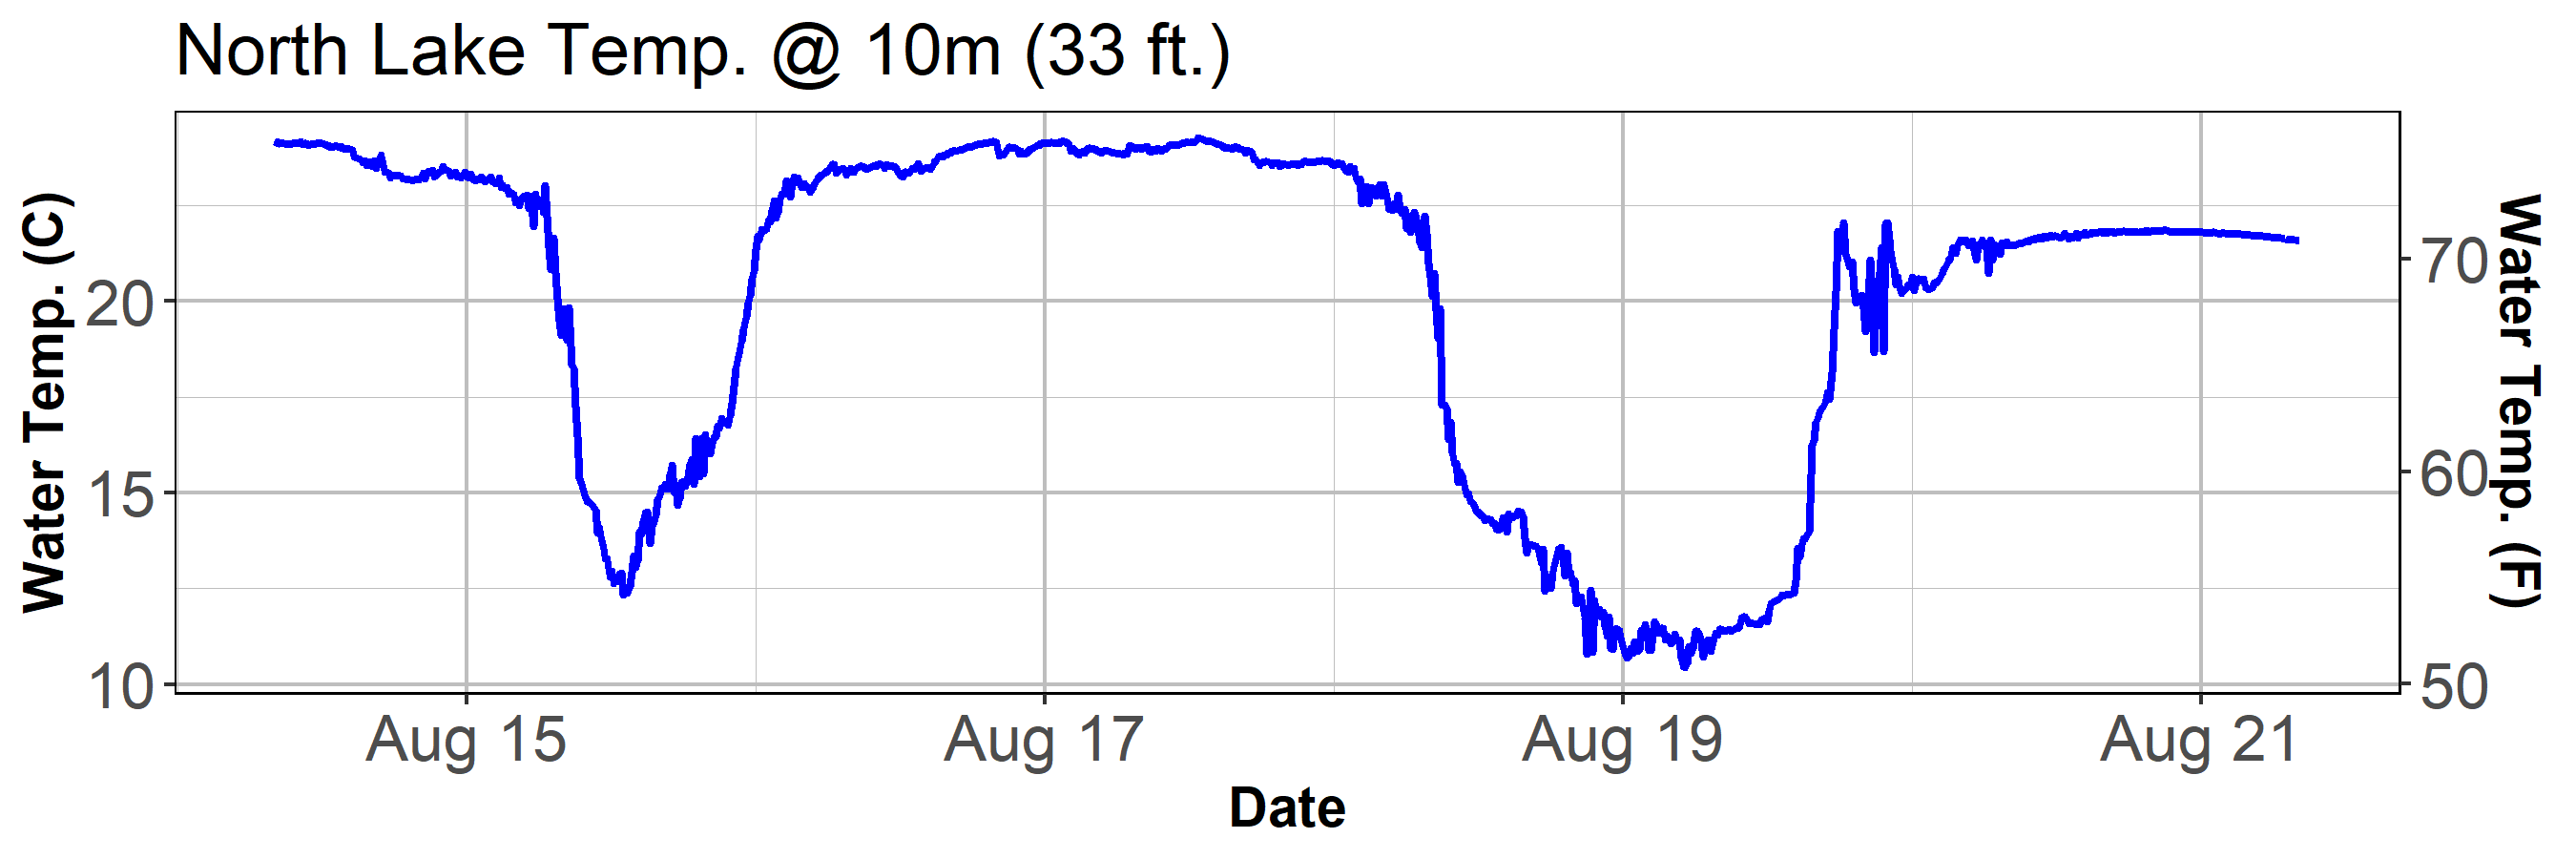 North Lake Temp. @ 10m (33 ft.)
Water Temp. (C)
20
15
10
70
60
50
Water Temp. (F)
Aug 15
Aug 17
Aug 19
Aug 21
Date